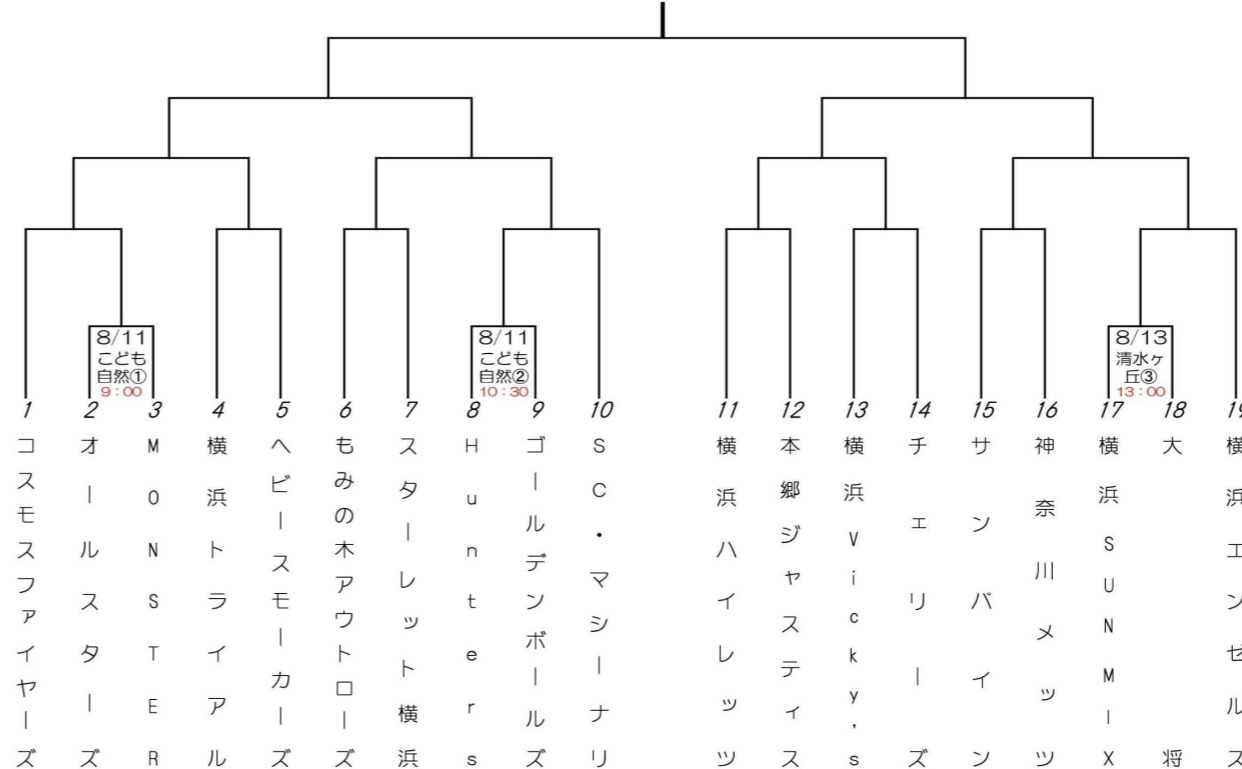 8/11
こども
自然①
9:00
8/11
こども
自然②
10:30
8/13
清水ヶ
丘③
13:00
1
2
3
4
5
6
7
8
9
10
11
12
13
14
15
16
17
18
19
コスモスファイヤーズ
オールスターズ
MONSTER
横浜トライアル
ヘビースモーカーズ
もみの木アウトローズ
スターレット横浜
Hunters
ゴールデンボールズ
SC・マシーナリ
横浜ハイレッツ
本郷ジャスティス
横浜Vicky's
チェリーズ
サンパイン
神奈川メッツ
横浜SUNMIX
大将
横浜エンゼルス